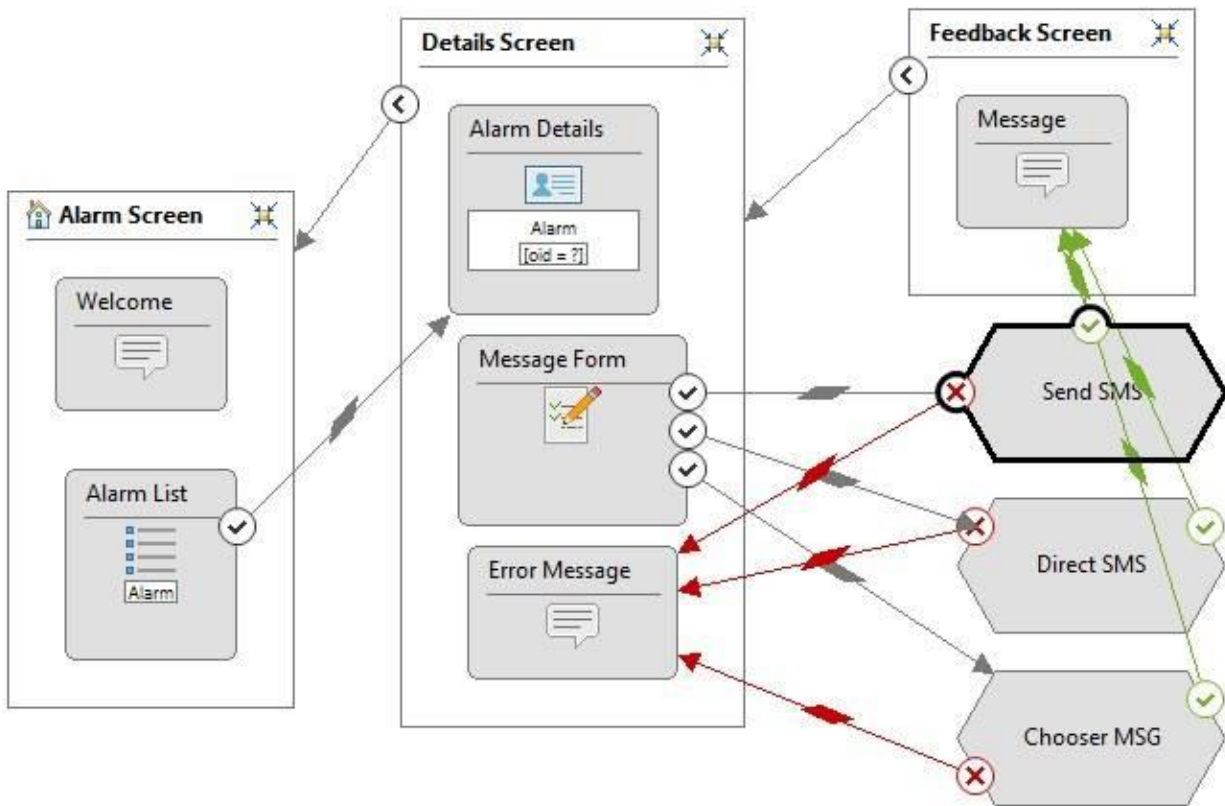 Alarm Screen
Welcome
Alarm List
Alarm
Details Screen
Alarm Details
Alarm
[oid = ?]
Message Form
Error Message
Feedback Screen
Message
Send SMS
Direct SMS
Chooser MSG